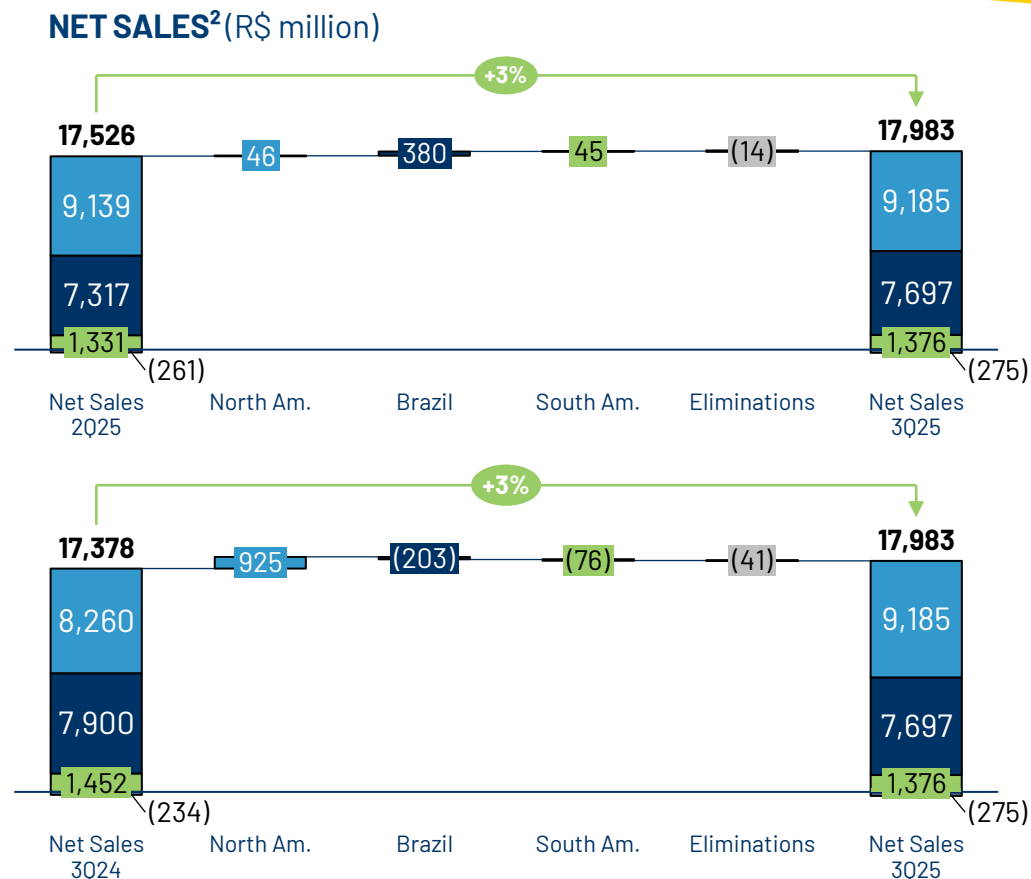 NET SALES² (R$ million)
+3%
17,526
17,983
46
380
45
(14)
9,139
9,185
7,317
7,697
1,331
1,376
(261)
(275)
Net Sales 2Q25
North Am.
Brazil
South Am.
Eliminations
Net Sales 3Q25
+3%
17,378
17,983
925
(203)
(76)
(41)
8,260
9,185
7,900
7,697
1,452
1,376
(234)
(275)
Net Sales 3Q24
North Am.
Brazil
South Am.
Eliminations
Net Sales 3Q25